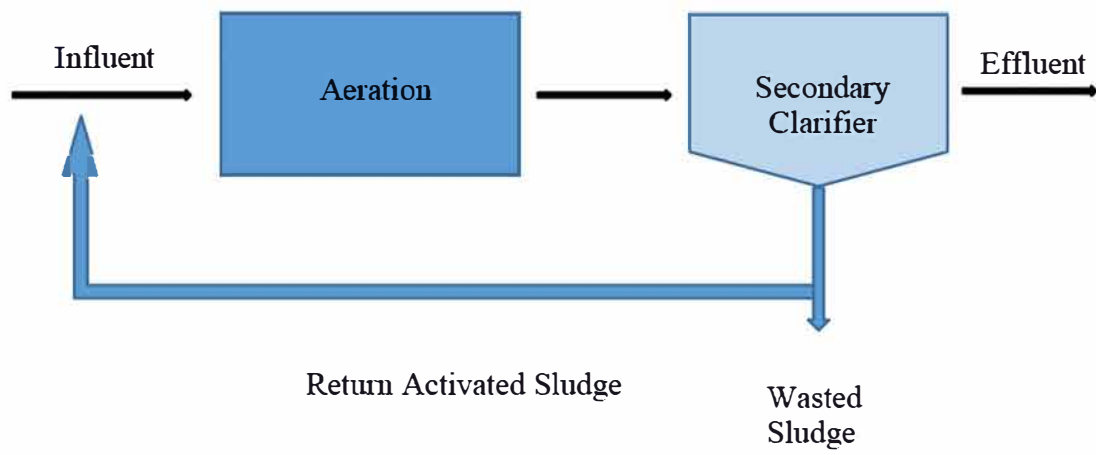 Influent
Aeration
Secondary
Clarifier
Effluent
Return Activated Sludge
Wasted
Sludge